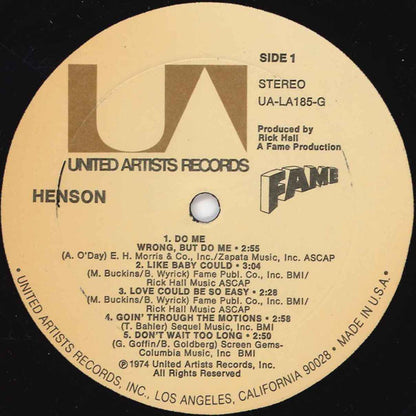 UA
SIDE 1
STEREO
UA-LA185-G
Produced by
Rick Hall
A Fame Production
UNITED ARTISTS RECORDS
HENSON
FAME
1. DO ME
WRONG, BUT DO ME • 2:55
(A. O'Day) E. H. Morris & Co., Inc./Zapata Music, Inc. ASCAP
2. LIKE BABY COULD • 3:04
(M. Buckins/B. Wyrick) Fame Publ. Co., Inc. BMI/
Rick Hall Music ASCAP
3. LOVE COULD BE SO EASY • 2:28
(M. Buckins/B. Wyrick) Fame Publ. Co., Inc. BMI/
Rick Hall Music ASCAP
4. GOIN' THROUGH THE MOTIONS • 2:58
(T. Bahler) Sequel Music, Inc. BMI
5. DON'T WAIT TOO LONG • 2:50
(G. Goffin/B. Goldberg) Screen Gems-
Columbia Music, Inc BMI
℗ 1974 United Artists Records, Inc.
All Rights Reserved
• UNITED ARTISTS RECORDS, INC., LOS ANGELES, CALIFORNIA 90028 • MADE IN U.S.A. •